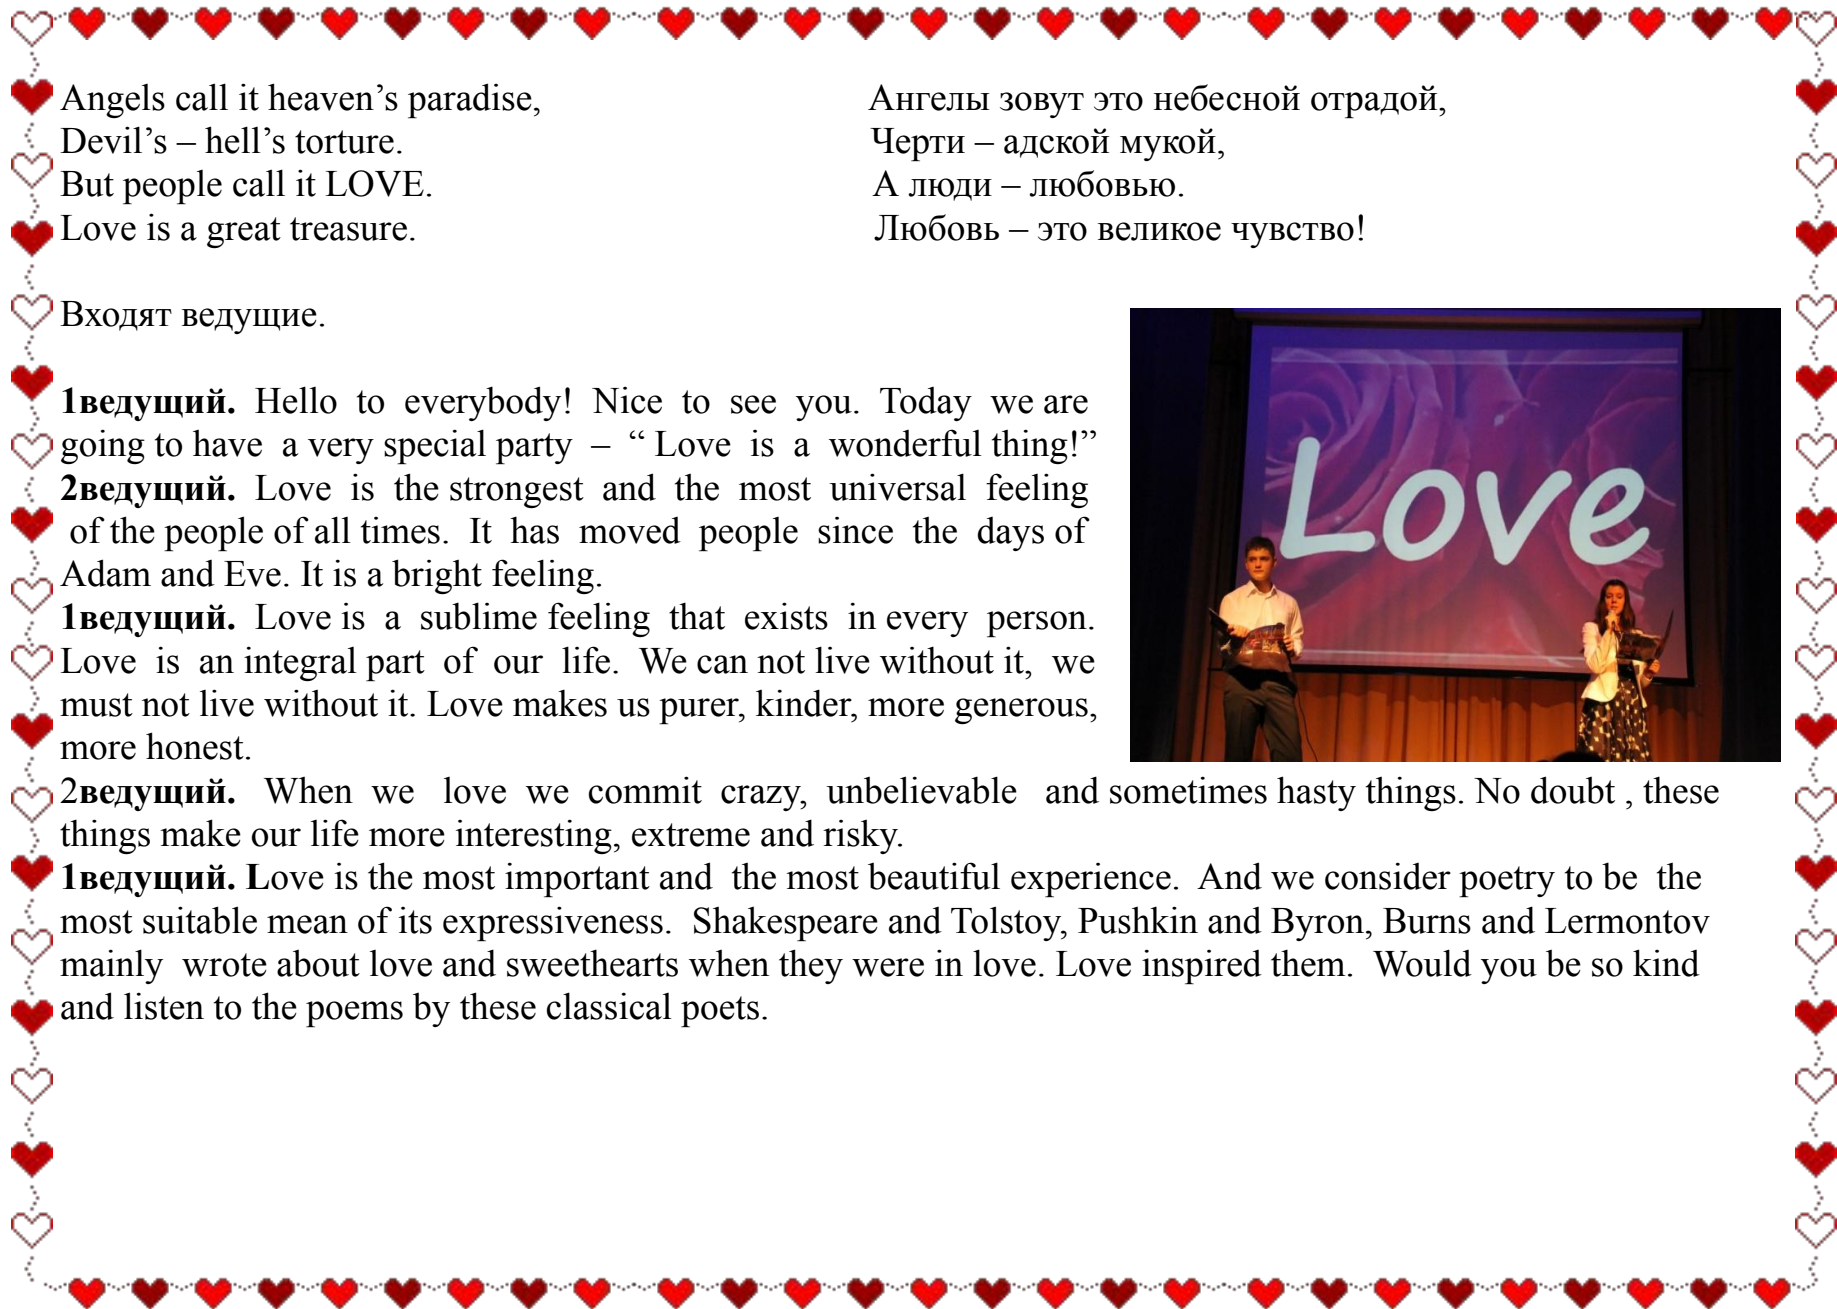 Angels call it heaven’s paradise, Ангелы зовут это небесной отрадой,
Devil’s – hell’s torture. Черти – адской мукой,
But people call it LOVE. А люди – любовью.
Love is a great treasure. Любовь – это великое чувство!
Входят ведущие.
1ведущий. Hello to everybody! Nice to see you. Today we are
going to have a very special party – “ Love is a wonderful thing!”
2ведущий. Love is the strongest and the most universal feeling
of the people of all times. It has moved people since the days of
Adam and Eve. It is a bright feeling.
1ведущий. Love is a sublime feeling that exists in every person.
Love is an integral part of our life. We can not live without it, we
must not live without it. Love makes us purer, kinder, more generous,
more honest.
Love
2ведущий. When we love we commit crazy, unbelievable and sometimes hasty things. No doubt , these
things make our life more interesting, extreme and risky.
1ведущий. Love is the most important and the most beautiful experience. And we consider poetry to be the
most suitable mean of its expressiveness. Shakespeare and Tolstoy, Pushkin and Byron, Burns and Lermontov
mainly wrote about love and sweethearts when they were in love. Love inspired them. Would you be so kind
and listen to the poems by these classical poets.